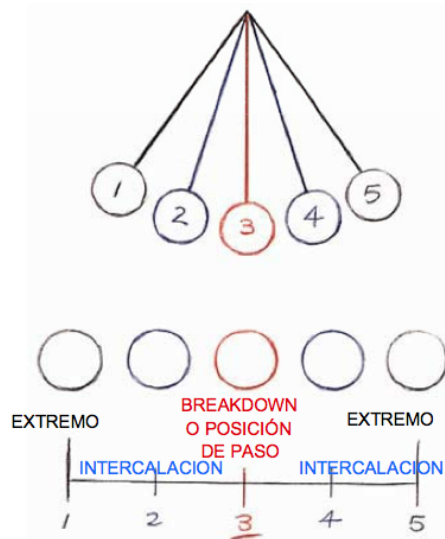 1
2
3
4
5
EXTREMO
BREAKDOWN
O POSICIÓN
DE PASO
EXTREMO
INTERCALACION
INTERCALACION
1 2 3 4 5